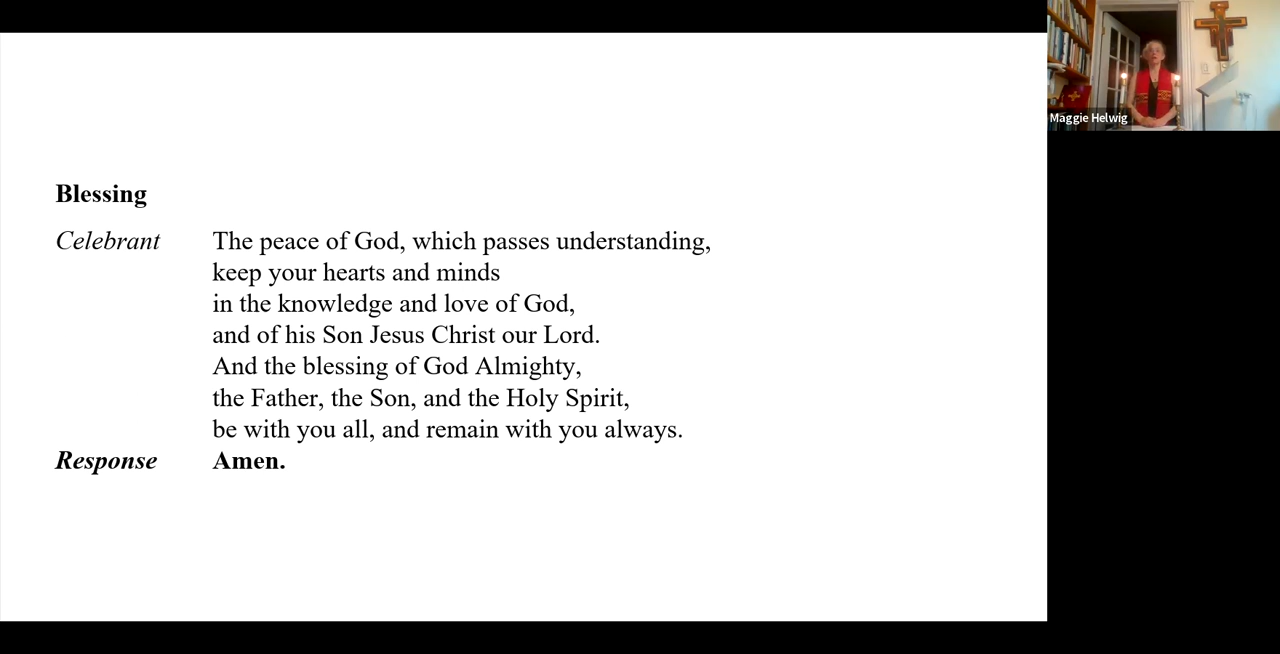 Maggie Helwig
Blessing
Celebrant The peace of God, which passes understanding,
keep your hearts and minds
in the knowledge and love of God,
and of his Son Jesus Christ our Lord.
And the blessing of God Almighty,
the Father, the Son, and the Holy Spirit,
be with you all, and remain with you always.
Response Amen.